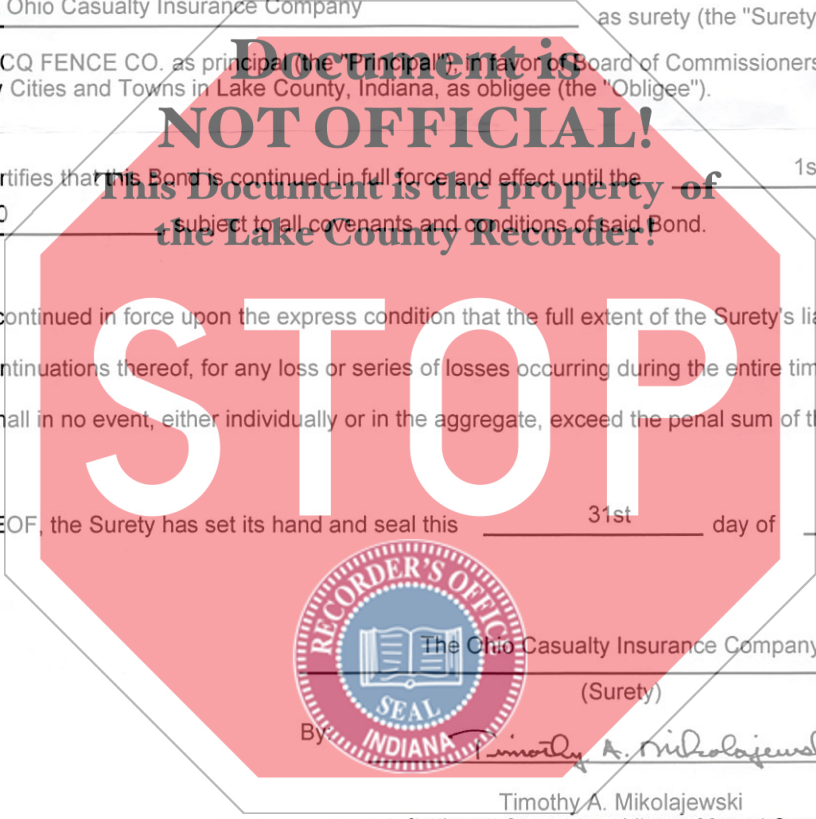 Ohio Casualty Insurance Company as surety (the "Surety
CQ FENCE CO. as principal (the "Principal"), in favor of Board of Commissioners
Document is
Cities and Towns in Lake County, Indiana, as obligee (the "Obligee").
NOT OFFICIAL!
rtifies that this Bond is continued in full force and effect until the 1s
This Document is the property of
0 subject to all covenants and conditions of said Bond.
the Lake County Recorder!
continued in force upon the express condition that the full extent of the Surety's lia
STOP
ntinuations thereof, for any loss or series of losses occurring during the entire tim
hall in no event, either individually or in the aggregate, exceed the penal sum of th
EOF, the Surety has set its hand and seal this 31st day of
RECORDER'S OFFICE
SEAL
INDIANA
The Ohio Casualty Insurance Company
(Surety)
By: Timothy A. Mikolajewsk
Timothy A. Mikolajewski